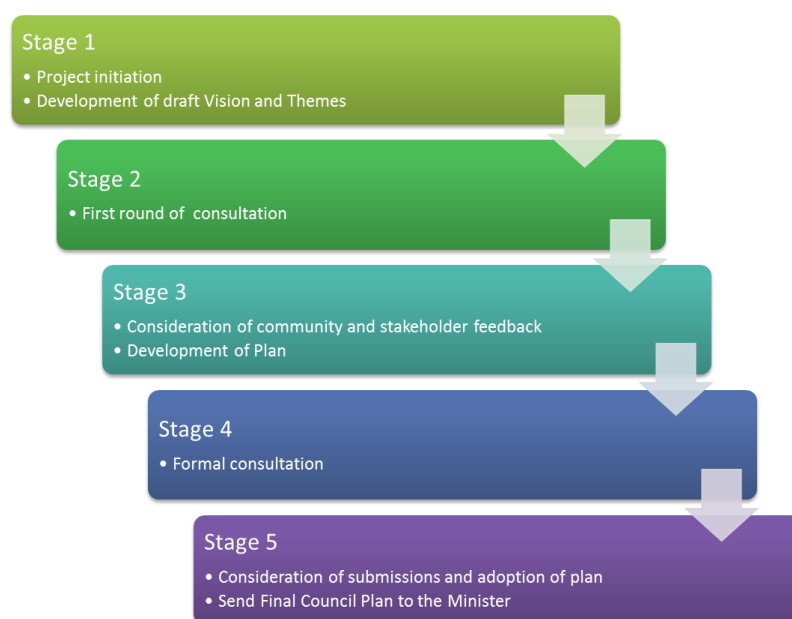 Stage 1
• Project initiation
• Development of draft Vision and Themes
Stage 2
• First round of consultation
Stage 3
• Consideration of community and stakeholder feedback
• Development of Plan
Stage 4
• Formal consultation
Stage 5
• Consideration of submissions and adoption of plan
• Send Final Council Plan to the Minister